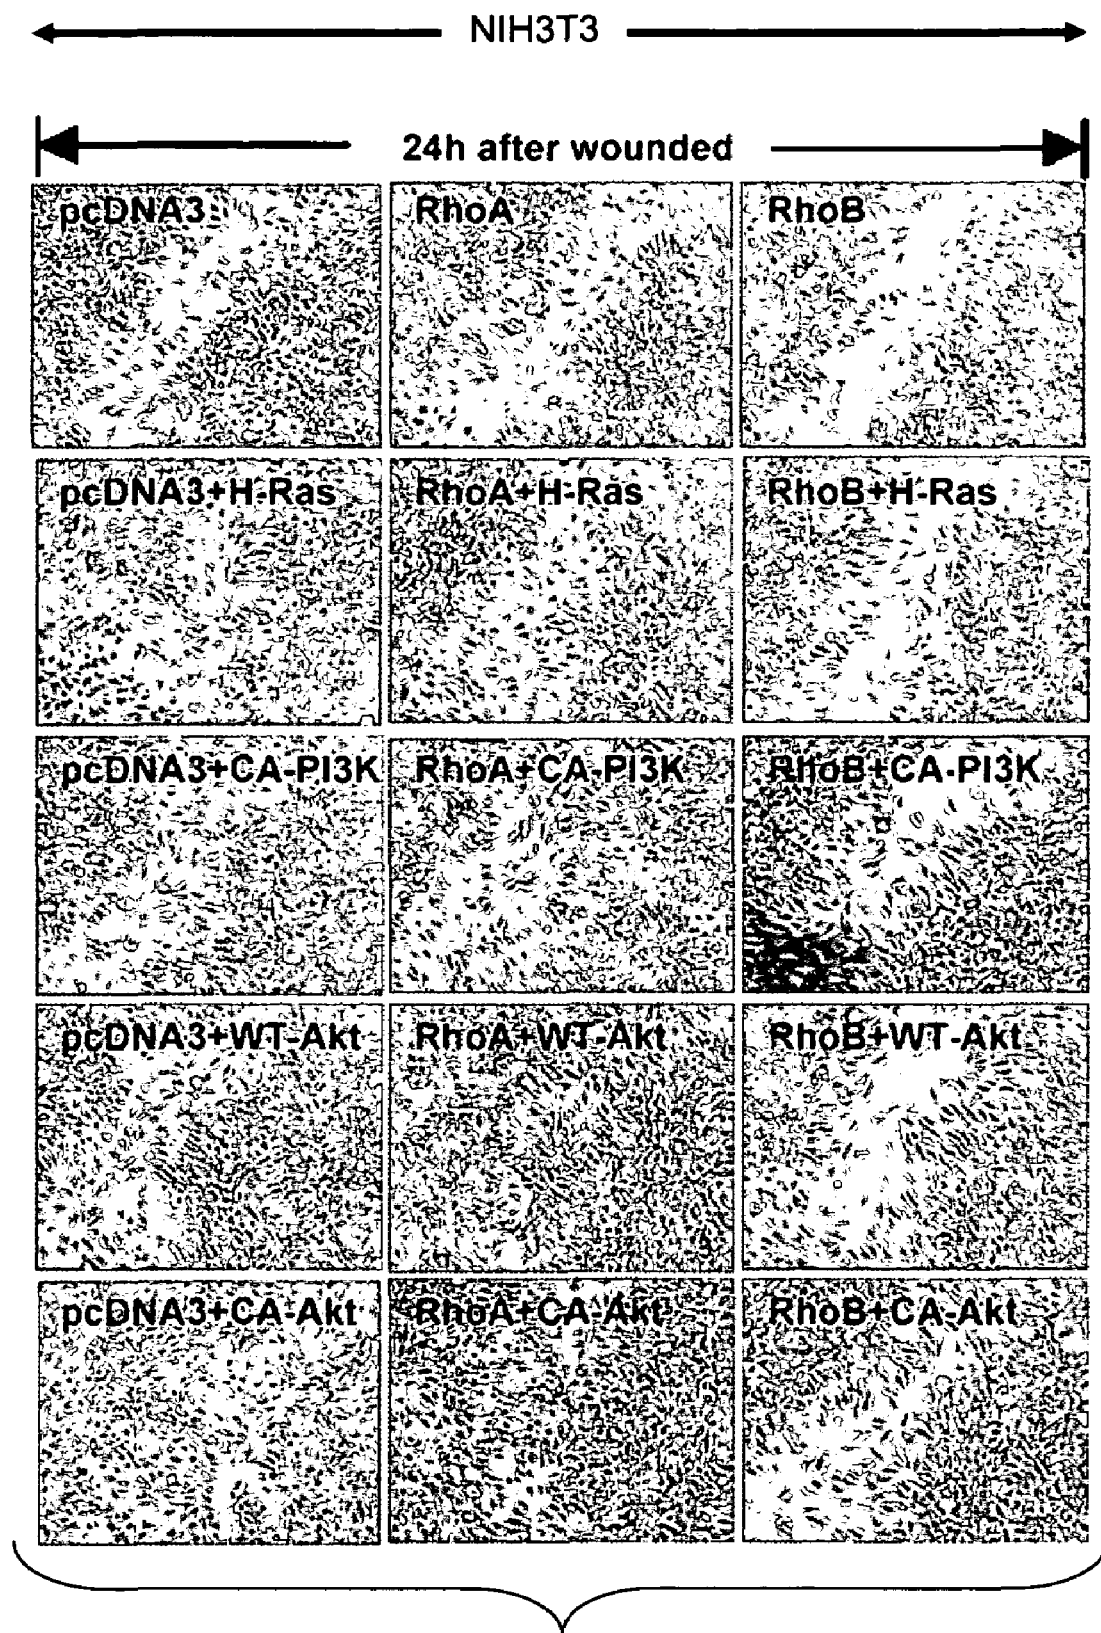 NIH3T3
24h after wounded
pcDNA3
RhoA
RhoB
pcDNA3+H-Ras
RhoA+H-Ras
RhoB+H-Ras
pcDNA3+CA-PI3K
RhoA+CA-PI3K
RhoB+CA-PI3K
pcDNA3+WT-Akt
RhoA+WT-Akt
RhoB+WT-Akt
pcDNA3+CA-Akt
RhoA+CA-Akt
RhoB+CA-Akt